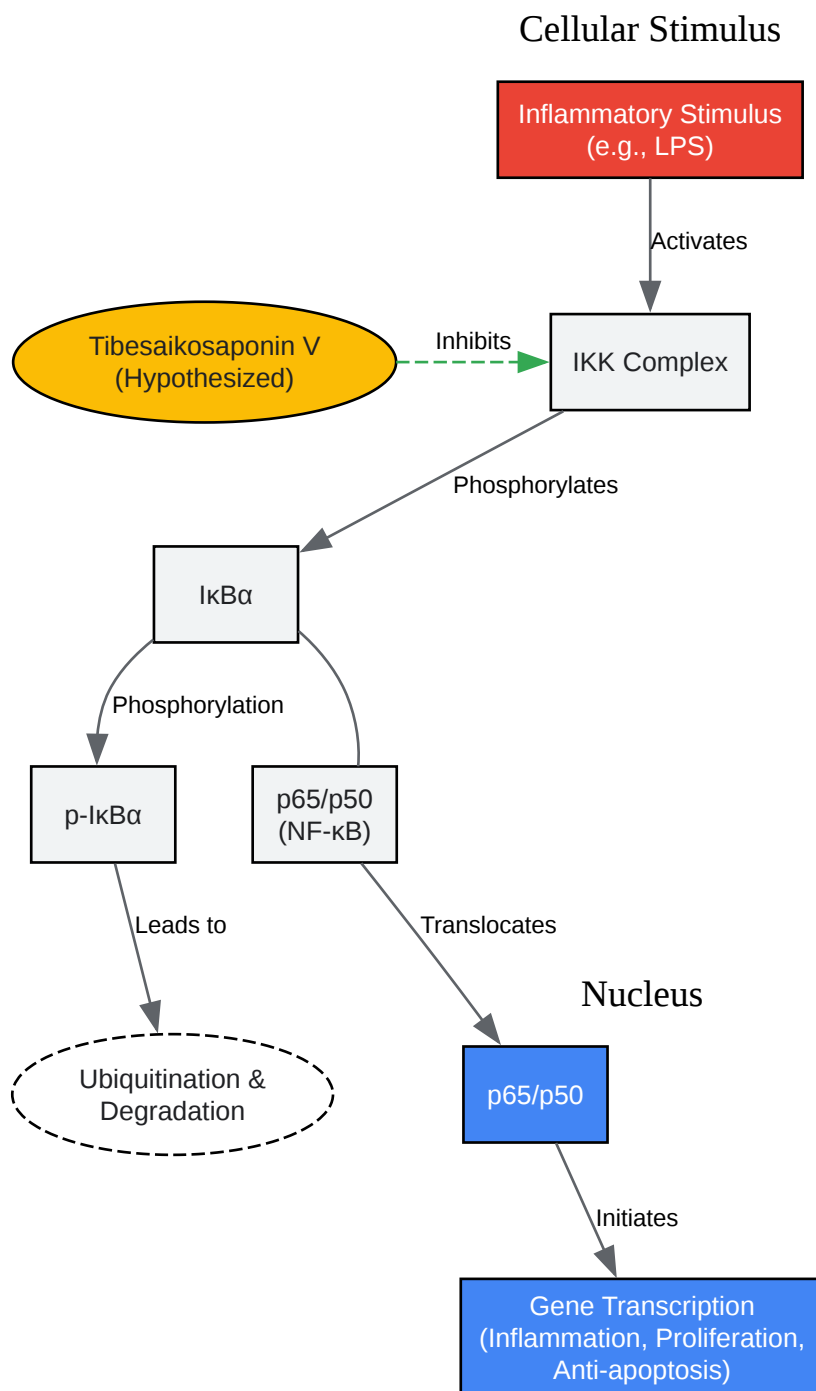 Cellular Stimulus
Inflammatory Stimulus
(e.g., LPS)
Activates
Tibesaikosaponin V
(Hypothesized)
Inhibits
IKK Complex
Phosphorylates
IκBα
Phosphorylation
p-IκBα
p65/p50
(NF-κB)
Leads to
Translocates
Nucleus
Ubiquitination &
Degradation
p65/p50
Initiates
Gene Transcription
(Inflammation, Proliferation,
Anti-apoptosis)